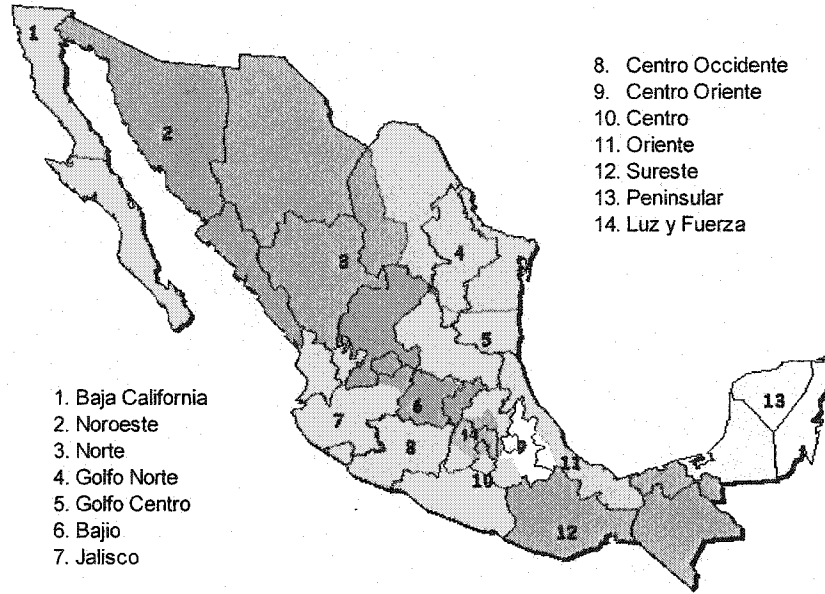 1
2
3
4
5
6
7
8
9
10
11
12
13
14
8. Centro Occidente
9. Centro Oriente
10. Centro
11. Oriente
12. Sureste
13. Peninsular
14. Luz y Fuerza
1. Baja California
2. Noroeste
3. Norte
4. Golfo Norte
5. Golfo Centro
6. Bajio
7. Jalisco